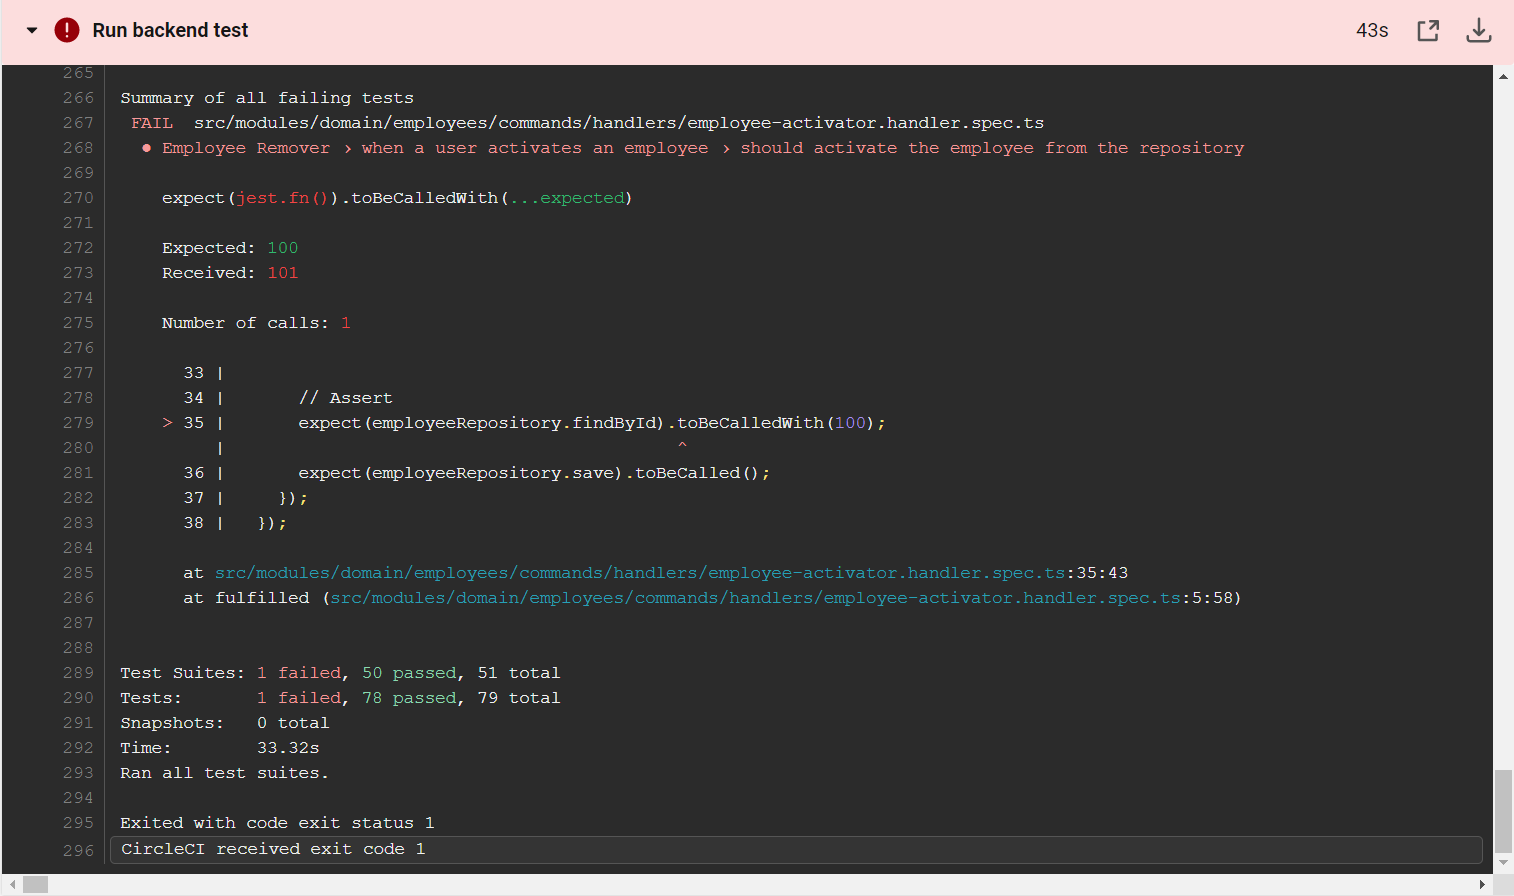 Run backend test 43s
265
266 Summary of all failing tests
267 FAIL src/modules/domain/employees/commands/handlers/employee-activator.handler.spec.ts
268 ● Employee Remover › when a user activates an employee › should activate the employee from the repository
269
270 expect(jest.fn()).toBeCalledWith(...expected)
271
272 Expected: 100
273 Received: 101
274
275 Number of calls: 1
276
277 33 |
278 34 | // Assert
279 > 35 | expect(employeeRepository.findById).toBeCalledWith(100);
280 | ^
281 36 | expect(employeeRepository.save).toBeCalled();
282 37 | });
283 38 | });
284
285 at src/modules/domain/employees/commands/handlers/employee-activator.handler.spec.ts:35:43
286 at fulfilled (src/modules/domain/employees/commands/handlers/employee-activator.handler.spec.ts:5:58)
287
288
289 Test Suites: 1 failed, 50 passed, 51 total
290 Tests: 1 failed, 78 passed, 79 total
291 Snapshots: 0 total
292 Time: 33.32s
293 Ran all test suites.
294
295 Exited with code exit status 1
296 CircleCI received exit code 1